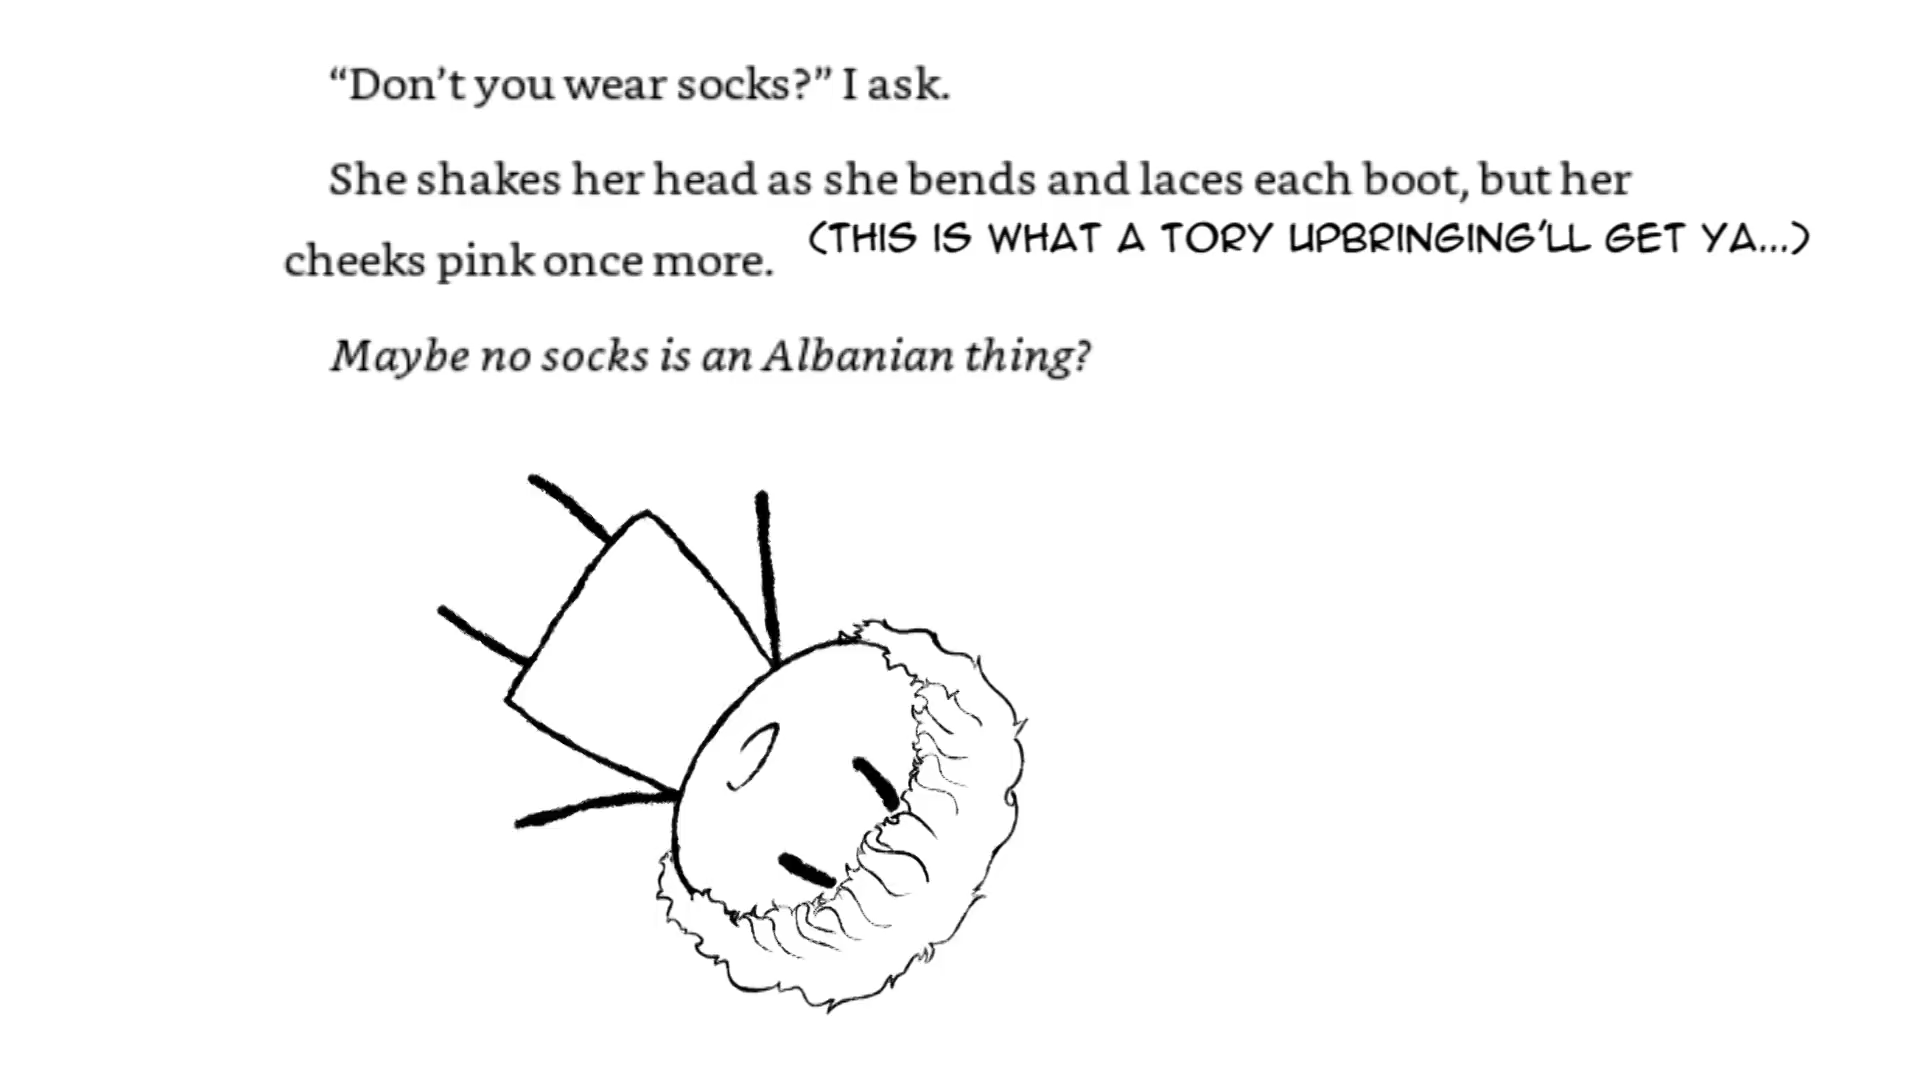 “Don’t you wear socks?” I ask.
She shakes her head as she bends and laces each boot, but her
cheeks pink once more.
(THIS IS WHAT A TORY UPBRINGING’LL GET YA...)
Maybe no socks is an Albanian thing?